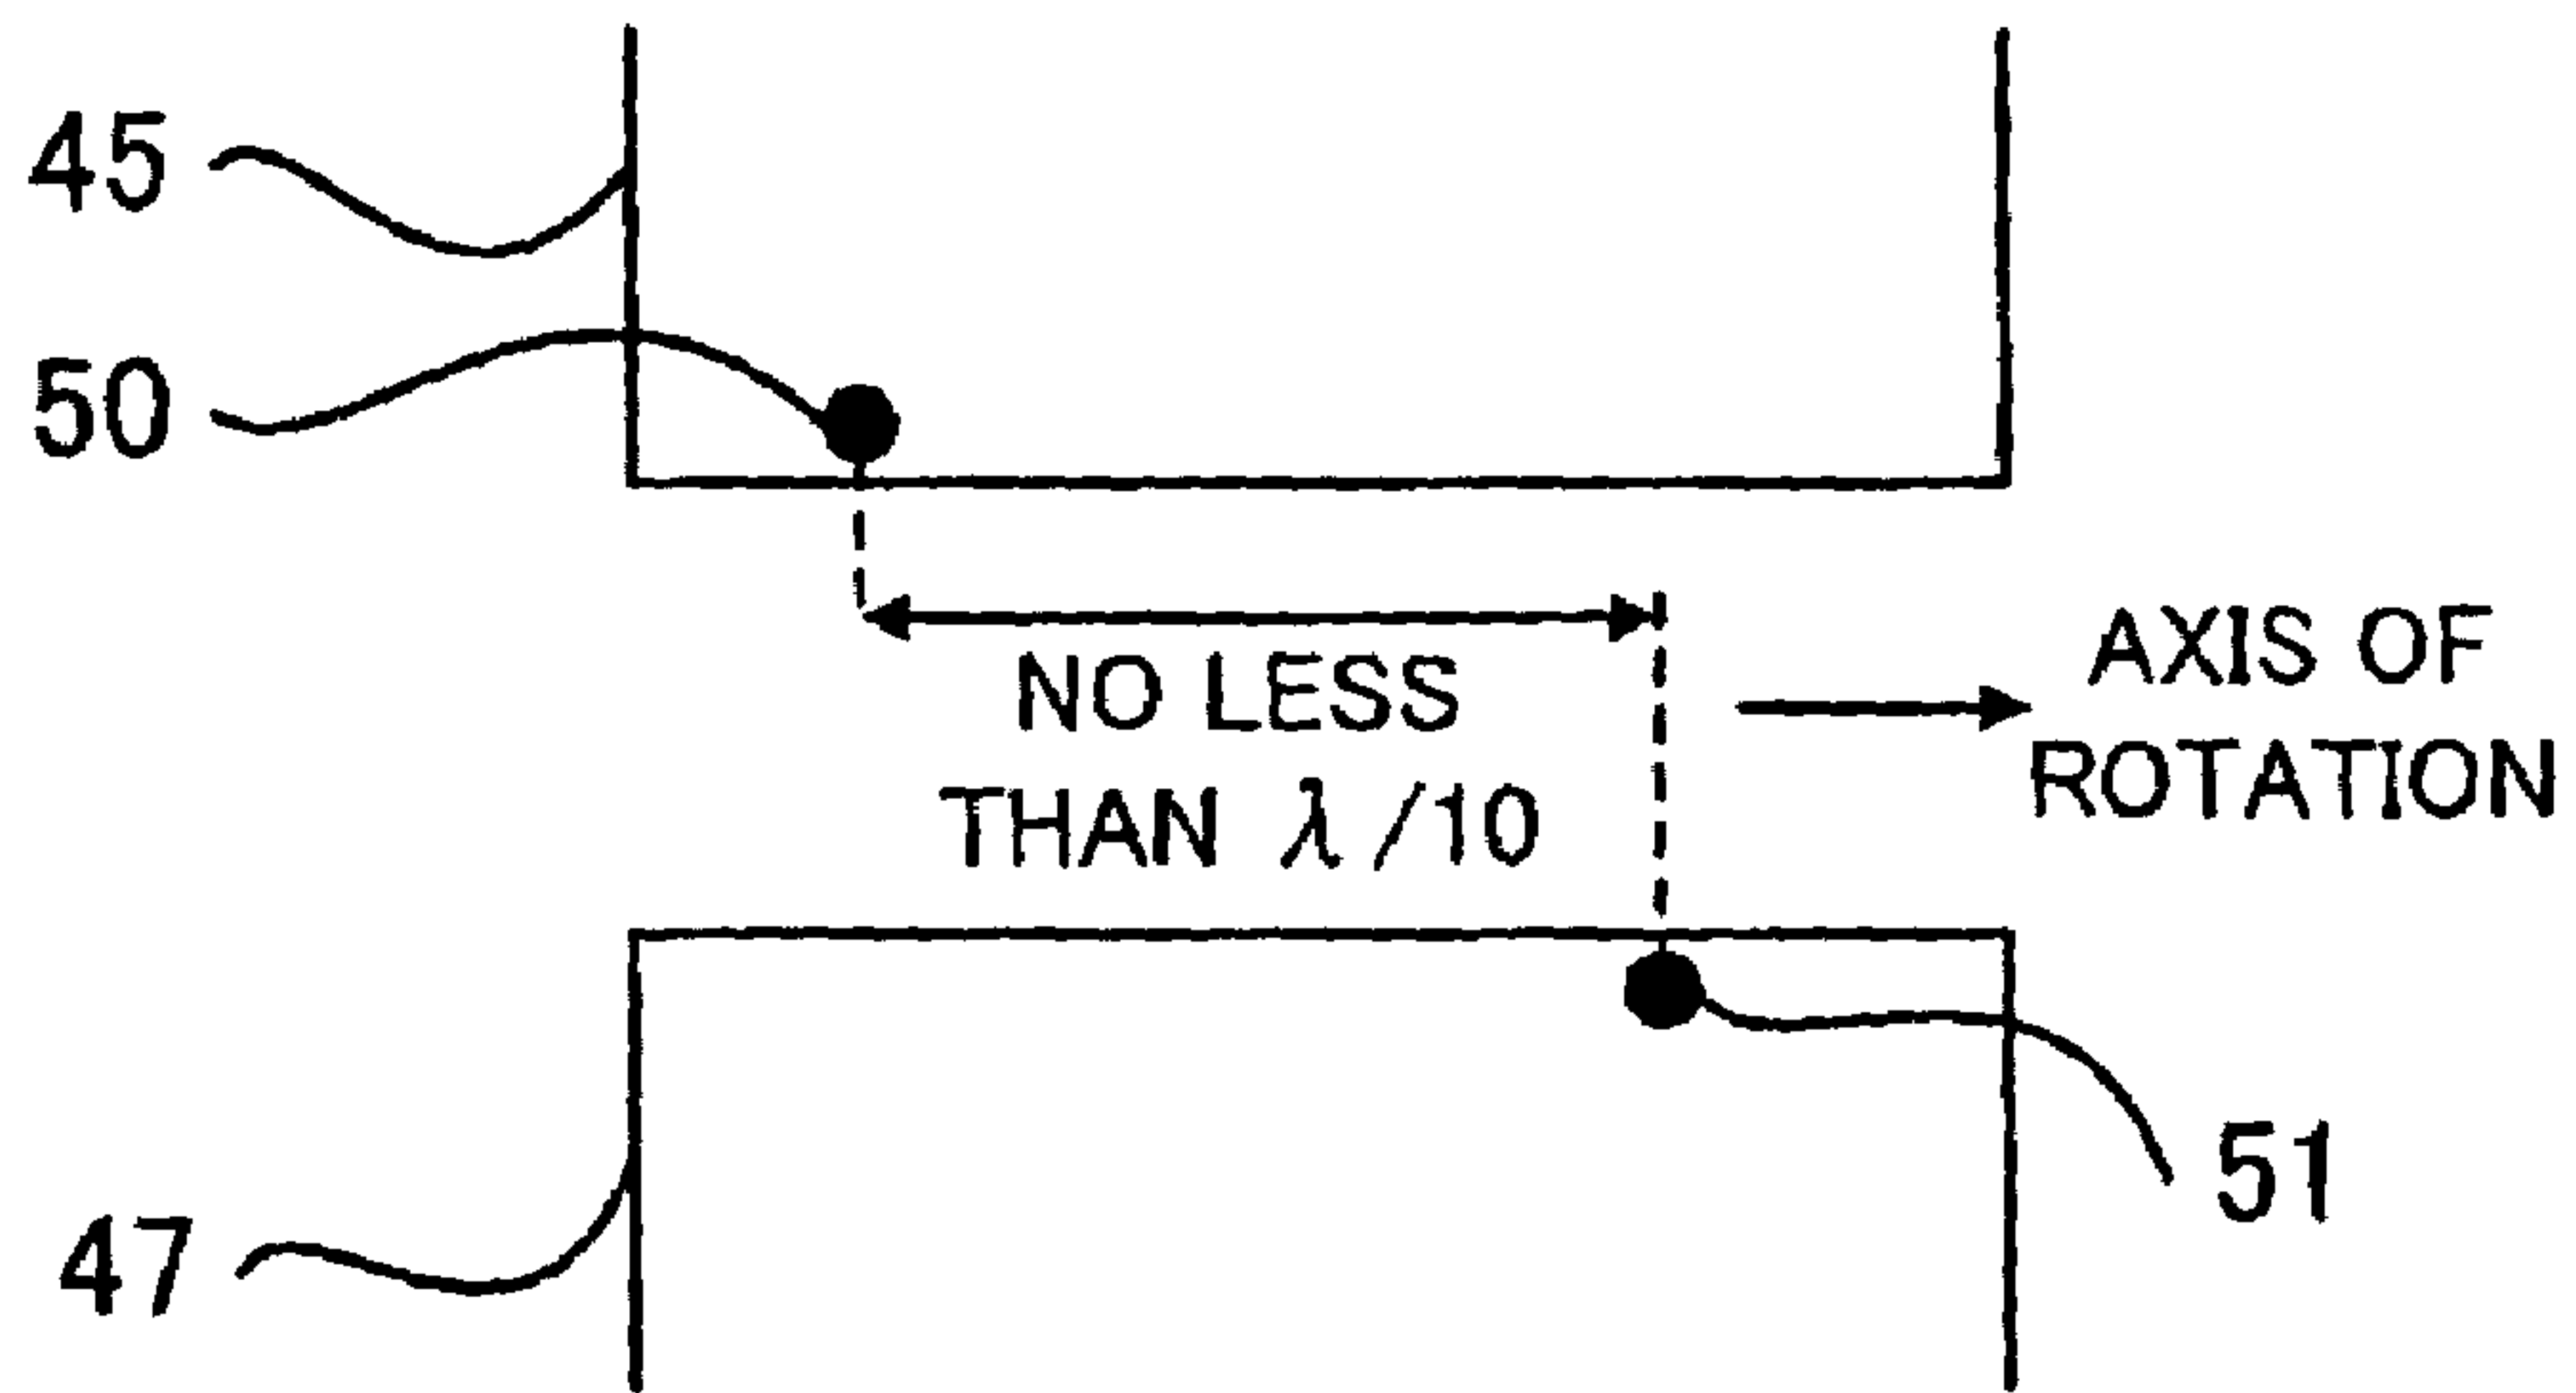 45
50
NO LESS
THAN λ/10
AXIS OF
ROTATION
47
51